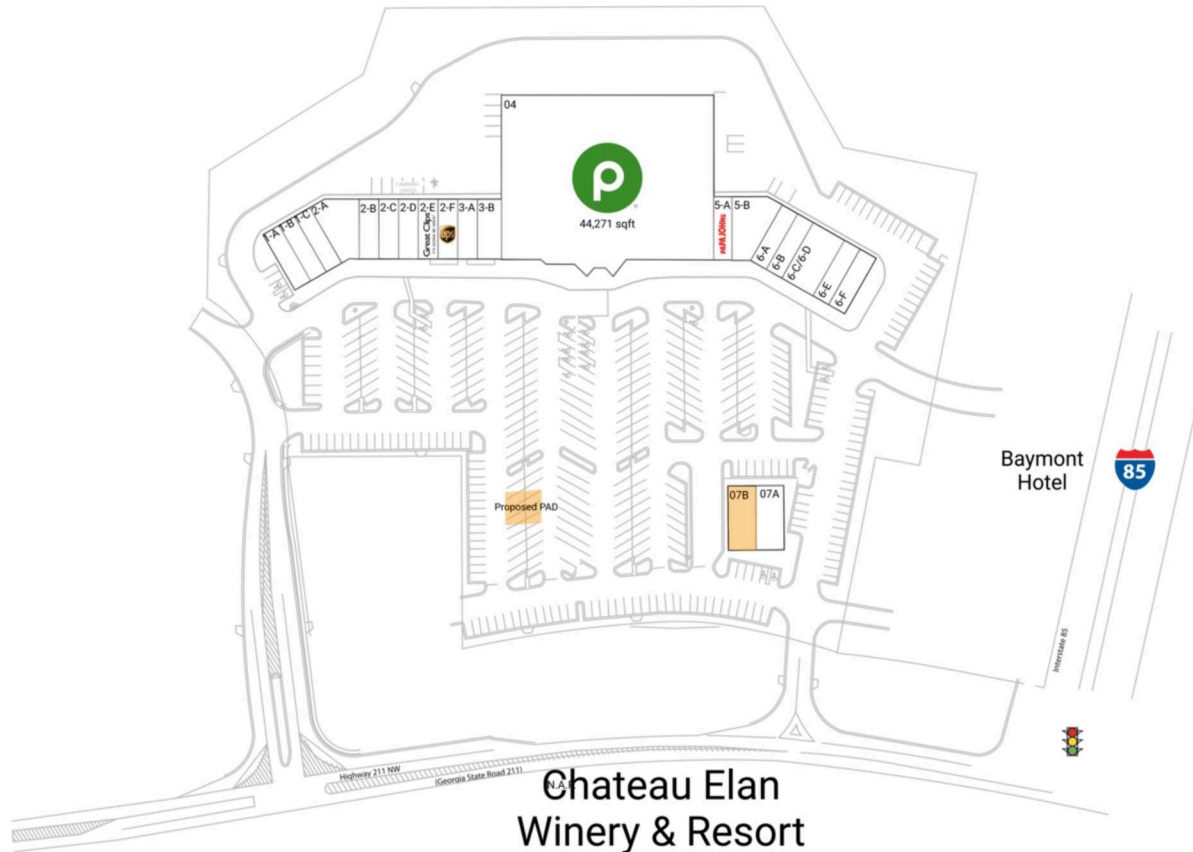 04
P
44,271 sqft
1-A
1-B
1-C
2-A
2-B
2-C
2-D
2-E
2-F
3-A
3-B
Great Clips
ups
5-A
5-B
PAPA JOHNS
6-A
6-B
6-C/6-D
6-E
6-F
Baymont
Hotel
85
Proposed PAD
07B
07A
Interstate 85
Highway 211 NW
(Georgia State Road 211)
Chateau Elan
Winery & Resort